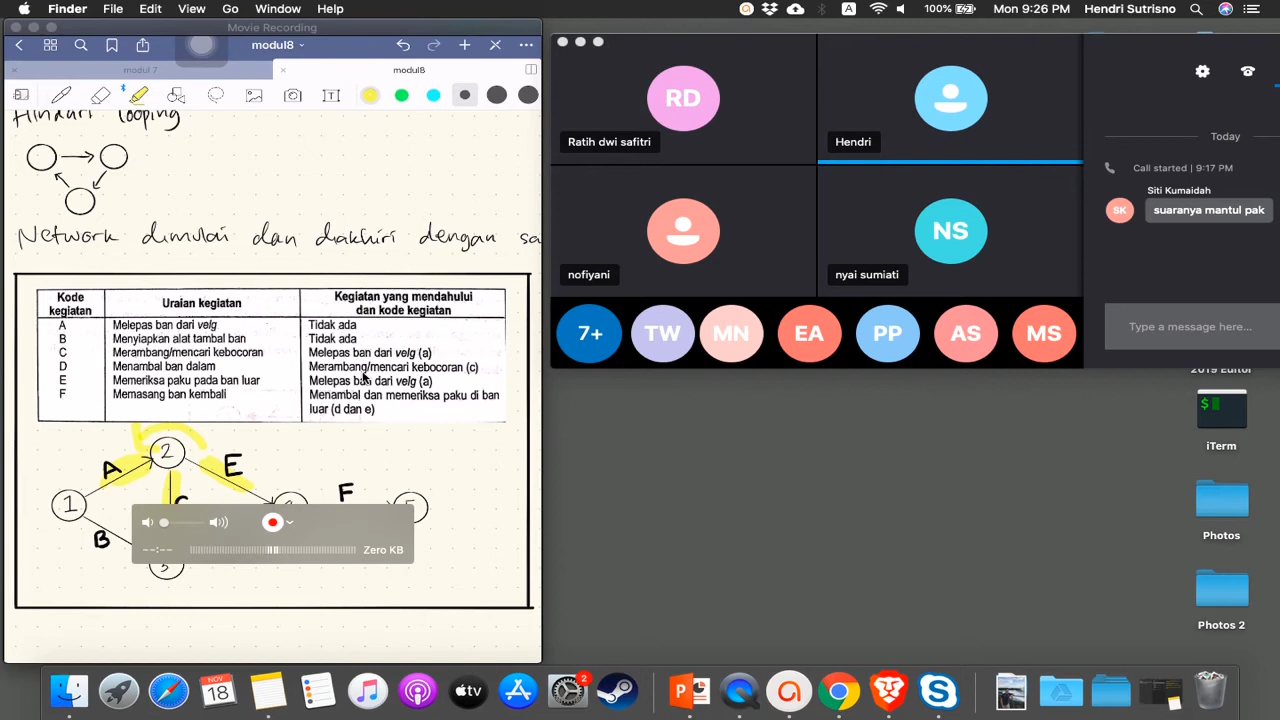 Finder File Edit View Go Window Help
100% Mon 9:26 PM Hendri Sutrisno
Movie Recording
modul8
modul 7
modul8
Hindari looping
Network dimulai dan diakhiri dengan sa
Kode kegiatan Uraian kegiatan Kegiatan yang mendahului dan kode kegiatan
A Melepas ban dari velg Tidak ada
B Menyiapkan alat tambal ban Tidak ada
C Merambang/mencari kebocoran Melepas ban dari velg (a)
D Menambal ban dalam Merambang/mencari kebocoran (c)
E Memeriksa paku pada ban luar Melepas ban dari velg (a)
F Memasang ban kembali Menambal dan memeriksa paku di ban
luar (d dan e)
2
A E
1 F
B
3
--:-- Zero KB
RD
Ratih dwi safitri
Hendri
nofiyani
NS
nyai sumiati
7+ TW MN EA PP AS MS
Today
Call started | 9:17 PM
Siti Kumaidah
SK suaranya mantul pak
Type a message here...
2019 Editor
iTerm
Photos
Photos 2
NOV
18
2
tv